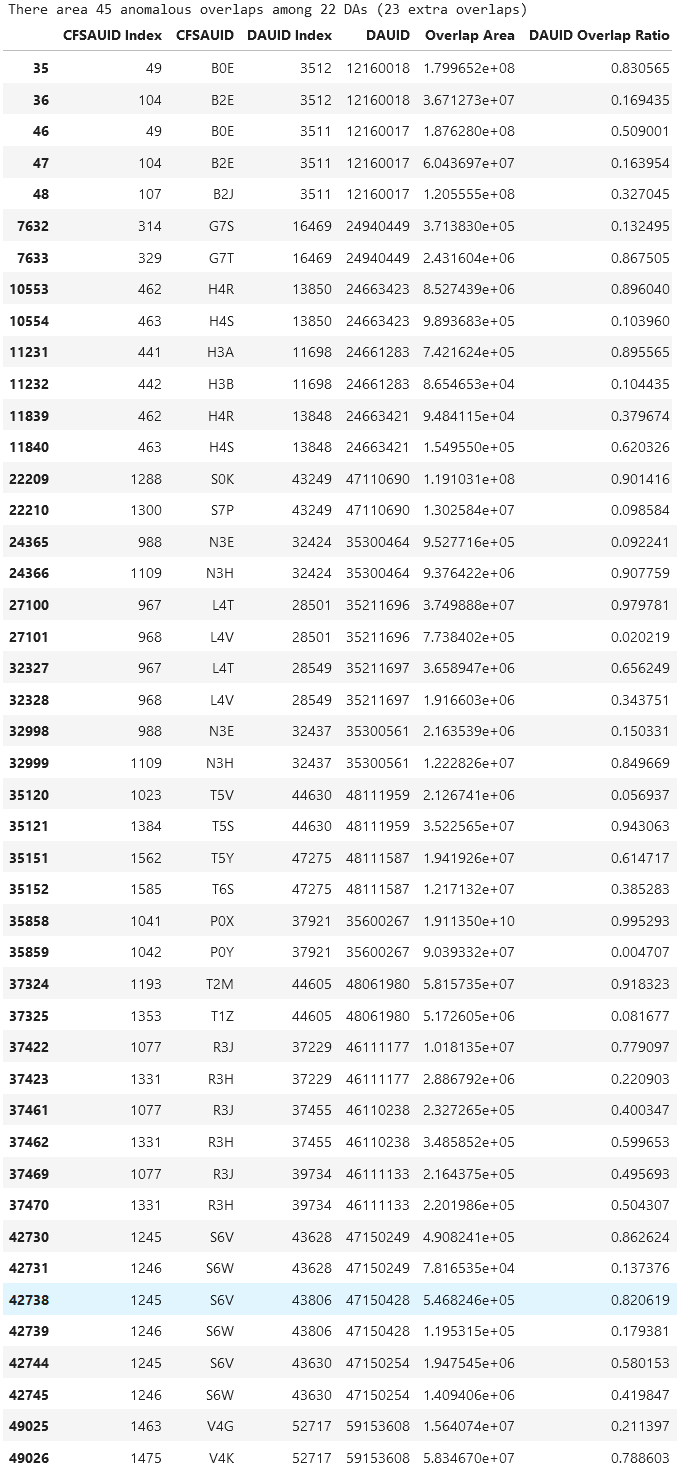 There area 45 anomalous overlaps among 22 DAs (23 extra overlaps)
CFSAUID Index CFSAUID DAUID Index DAUID Overlap Area DAUID Overlap Ratio
35 49 B0E 3512 12160018 1.799652e+08 0.830565
36 104 B2E 3512 12160018 3.671273e+07 0.169435
46 49 B0E 3511 12160017 1.876280e+08 0.509001
47 104 B2E 3511 12160017 6.043697e+07 0.163954
48 107 B2J 3511 12160017 1.205555e+08 0.327045
7632 314 G7S 16469 24940449 3.713830e+05 0.132495
7633 329 G7T 16469 24940449 2.431604e+06 0.867505
10553 462 H4R 13850 24663423 8.527439e+06 0.896040
10554 463 H4S 13850 24663423 9.893683e+05 0.103960
11231 441 H3A 11698 24661283 7.421624e+05 0.895565
11232 442 H3B 11698 24661283 8.654653e+04 0.104435
11839 462 H4R 13848 24663421 9.484115e+04 0.379674
11840 463 H4S 13848 24663421 1.549550e+05 0.620326
22209 1288 S0K 43249 47110690 1.191031e+08 0.901416
22210 1300 S7P 43249 47110690 1.302584e+07 0.098584
24365 988 N3E 32424 35300464 9.527716e+05 0.092241
24366 1109 N3H 32424 35300464 9.376422e+06 0.907759
27100 967 L4T 28501 35211696 3.749888e+07 0.979781
27101 968 L4V 28501 35211696 7.738402e+05 0.020219
32327 967 L4T 28549 35211697 3.658947e+06 0.656249
32328 968 L4V 28549 35211697 1.916603e+06 0.343751
32998 988 N3E 32437 35300561 2.163539e+06 0.150331
32999 1109 N3H 32437 35300561 1.222826e+07 0.849669
35120 1023 T5V 44630 48111959 2.126741e+06 0.056937
35121 1384 T5S 44630 48111959 3.522565e+07 0.943063
35151 1562 T5Y 47275 48111587 1.941926e+07 0.614717
35152 1585 T6S 47275 48111587 1.217132e+07 0.385283
35858 1041 P0X 37921 35600267 1.911350e+10 0.995293
35859 1042 P0Y 37921 35600267 9.039332e+07 0.004707
37324 1193 T2M 44605 48061980 5.815735e+07 0.918323
37325 1353 T1Z 44605 48061980 5.172605e+06 0.081677
37422 1077 R3J 37229 46111177 1.018135e+07 0.779097
37423 1331 R3H 37229 46111177 2.886792e+06 0.220903
37461 1077 R3J 37455 46110238 2.327265e+05 0.400347
37462 1331 R3H 37455 46110238 3.485852e+05 0.599653
37469 1077 R3J 39734 46111133 2.164375e+05 0.495693
37470 1331 R3H 39734 46111133 2.201986e+05 0.504307
42730 1245 S6V 43628 47150249 4.908241e+05 0.862624
42731 1246 S6W 43628 47150249 7.816535e+04 0.137376
42738 1245 S6V 43806 47150428 5.468246e+05 0.820619
42739 1246 S6W 43806 47150428 1.195315e+05 0.179381
42744 1245 S6V 43630 47150254 1.947545e+06 0.580153
42745 1246 S6W 43630 47150254 1.409406e+06 0.419847
49025 1463 V4G 52717 59153608 1.564074e+07 0.211397
49026 1475 V4K 52717 59153608 5.834670e+07 0.788603